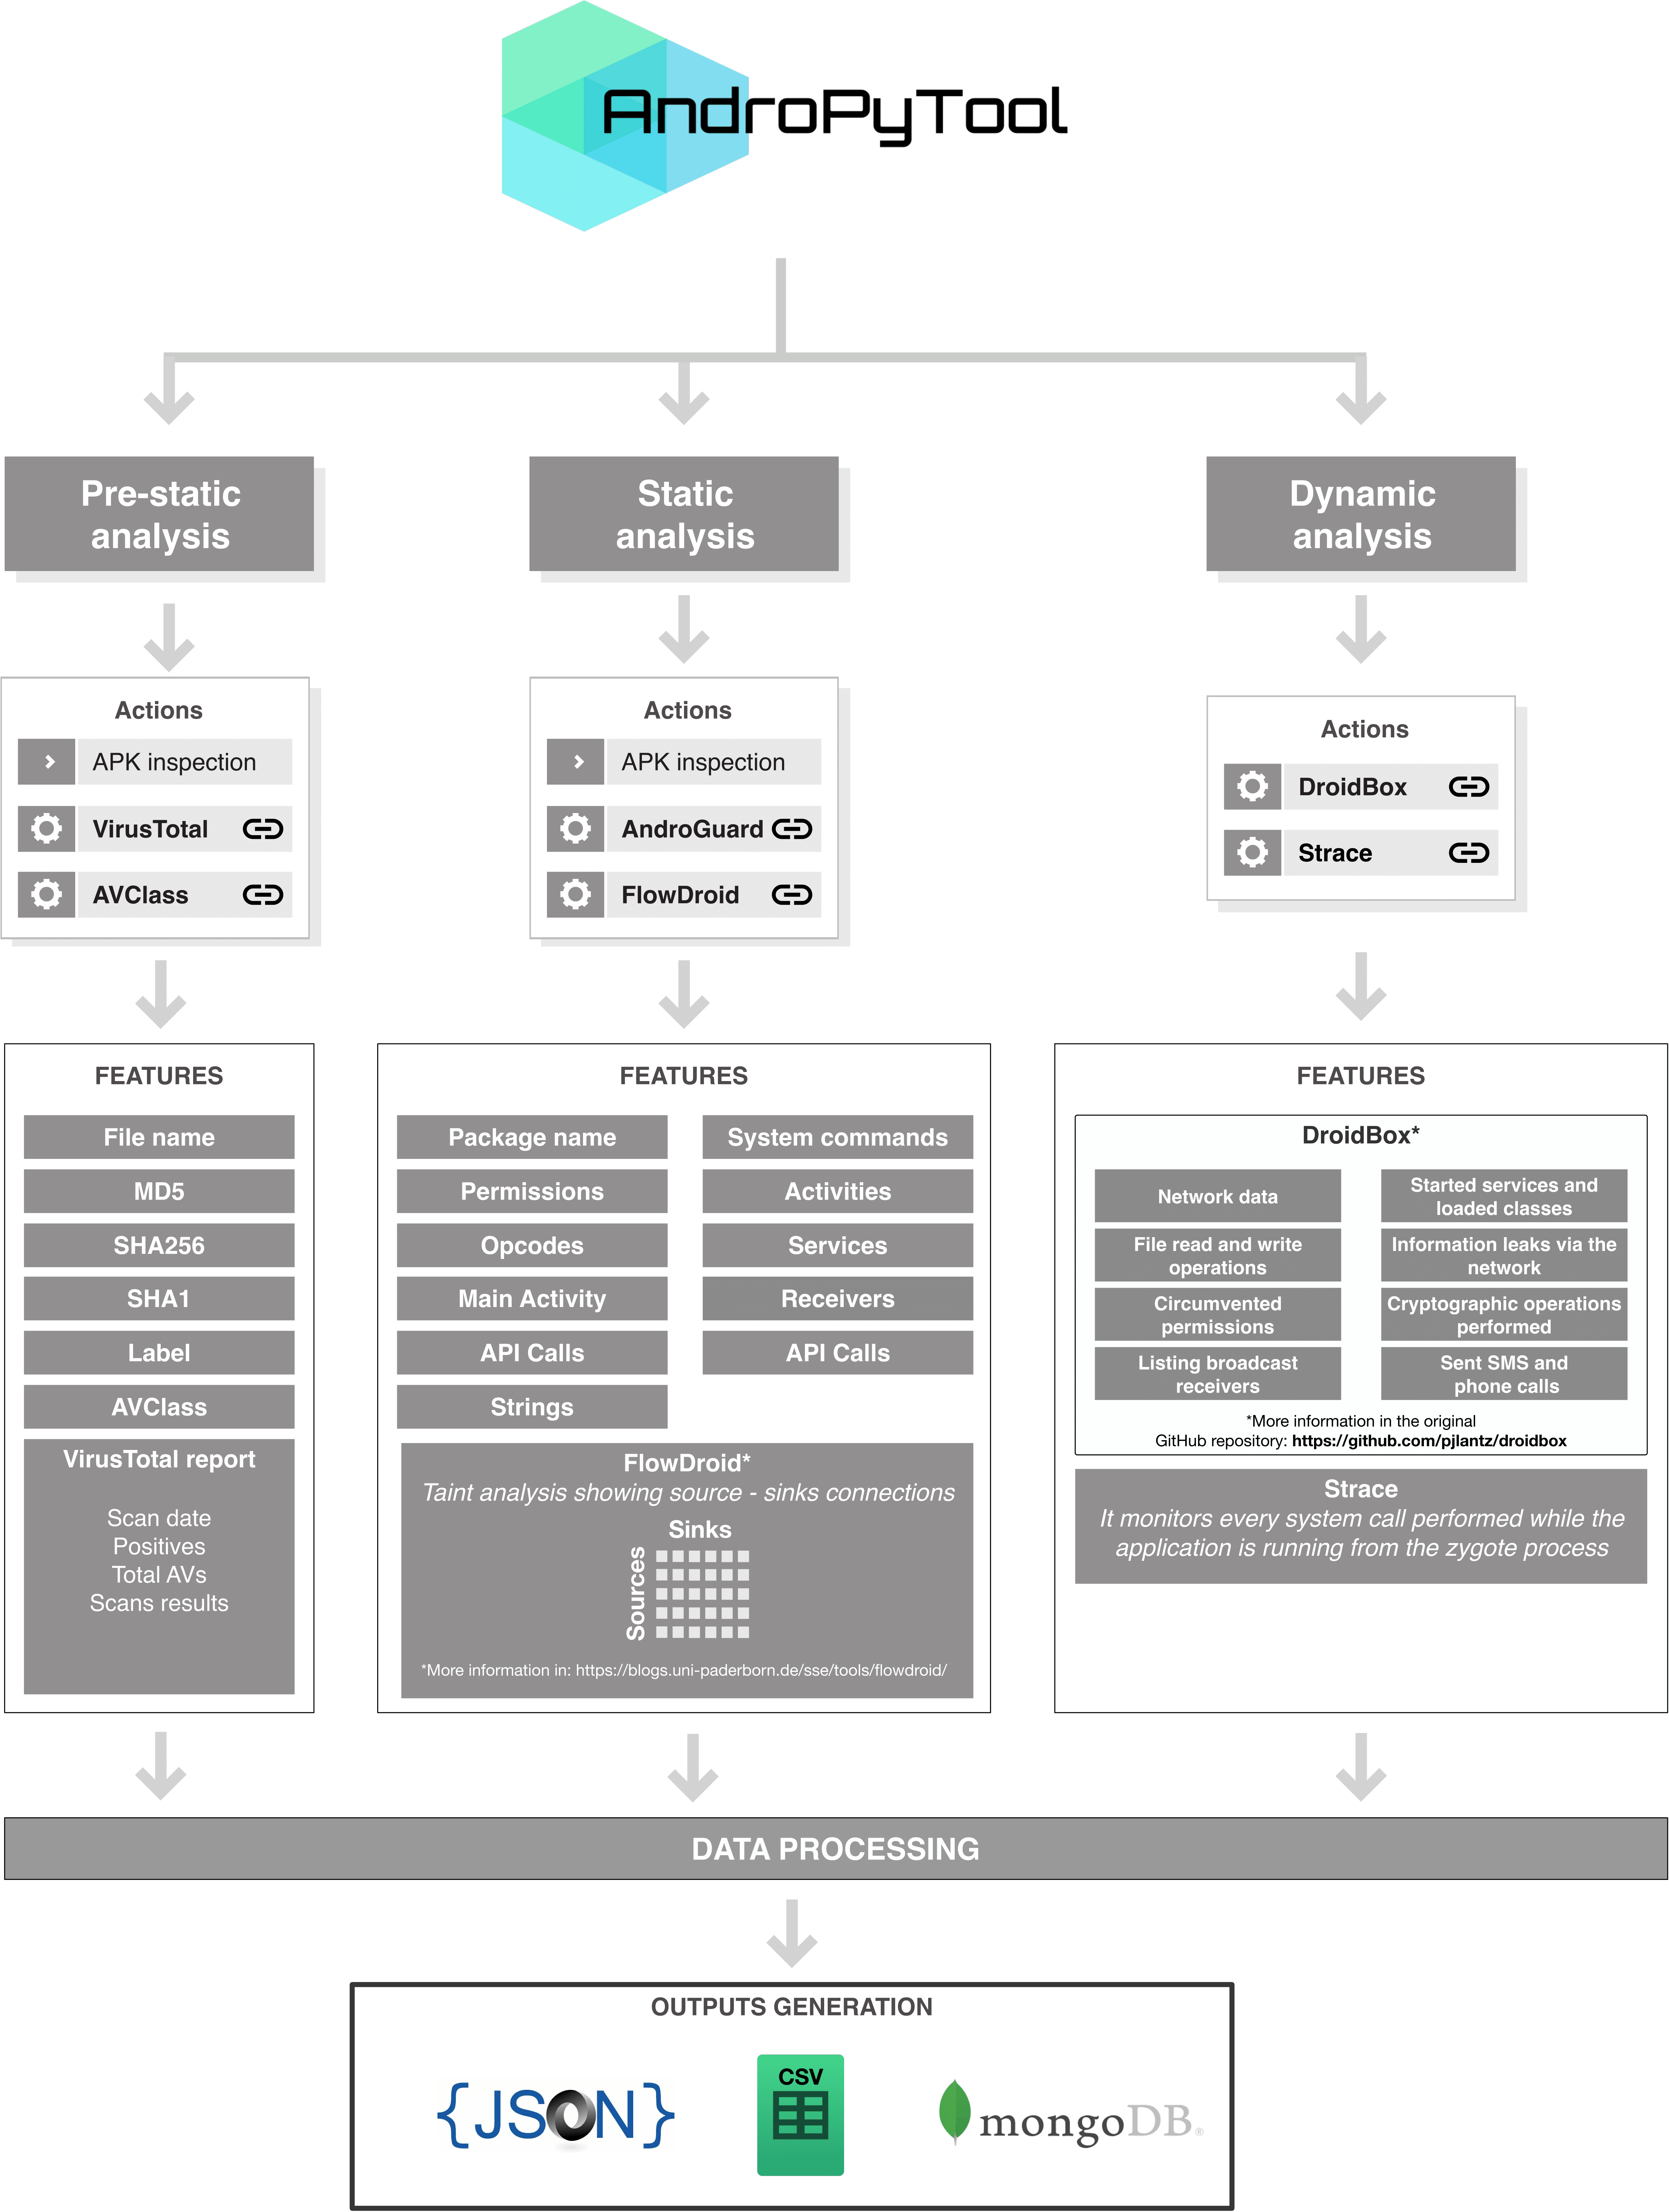 AndroPyTool
Pre-static
analysis
Static
analysis
Dynamic
analysis
Actions
APK inspection
VirusTotal
AVClass
Actions
APK inspection
AndroGuard
FlowDroid
Actions
DroidBox
Strace
FEATURES
File name
MD5
SHA256
SHA1
Label
AVClass
VirusTotal report
Scan date
Positives
Total AVs
Scans results
FEATURES
Package name
Permissions
Opcodes
Main Activity
API Calls
Strings
System commands
Activities
Services
Receivers
API Calls
FlowDroid*
Taint analysis showing source - sinks connections
Sinks
Sources
*More information in: https://blogs.uni-paderborn.de/sse/tools/flowdroid/
FEATURES
DroidBox*
Network data
File read and write
operations
Circumvented
permissions
Listing broadcast
receivers
Started services and
loaded classes
Information leaks via the
network
Cryptographic operations
performed
Sent SMS and
phone calls
*More information in the original
GitHub repository: https://github.com/pjlantz/droidbox
Strace
It monitors every system call performed while the
application is running from the zygote process
DATA PROCESSING
OUTPUTS GENERATION
{JSON}
CSV
mongoDB®